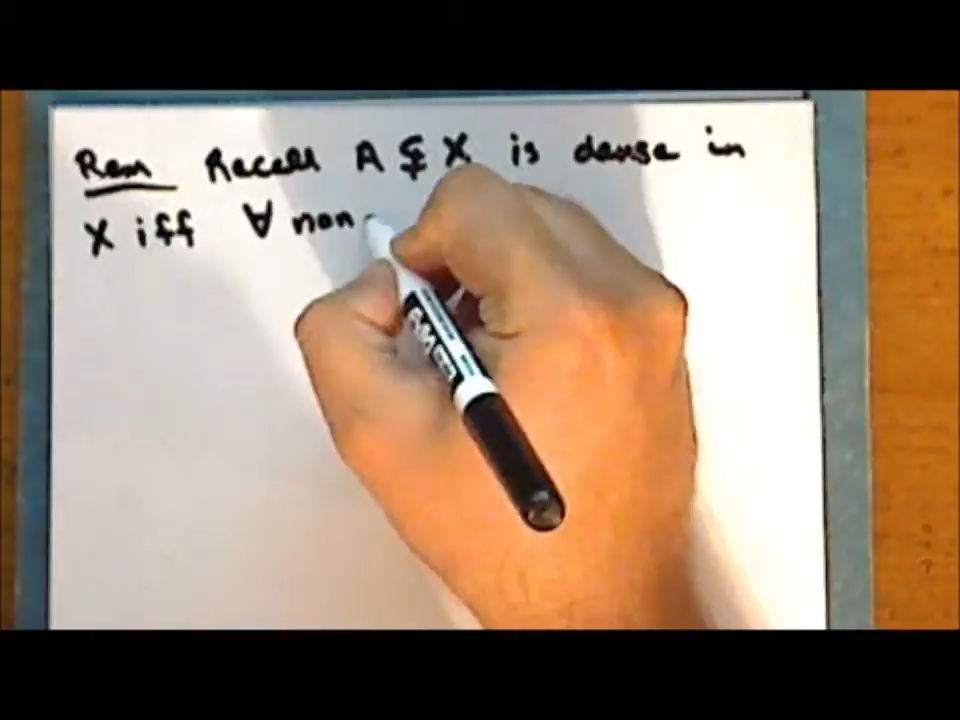 Rem Recall A ⊊ X is dense in
X iff ∀ non